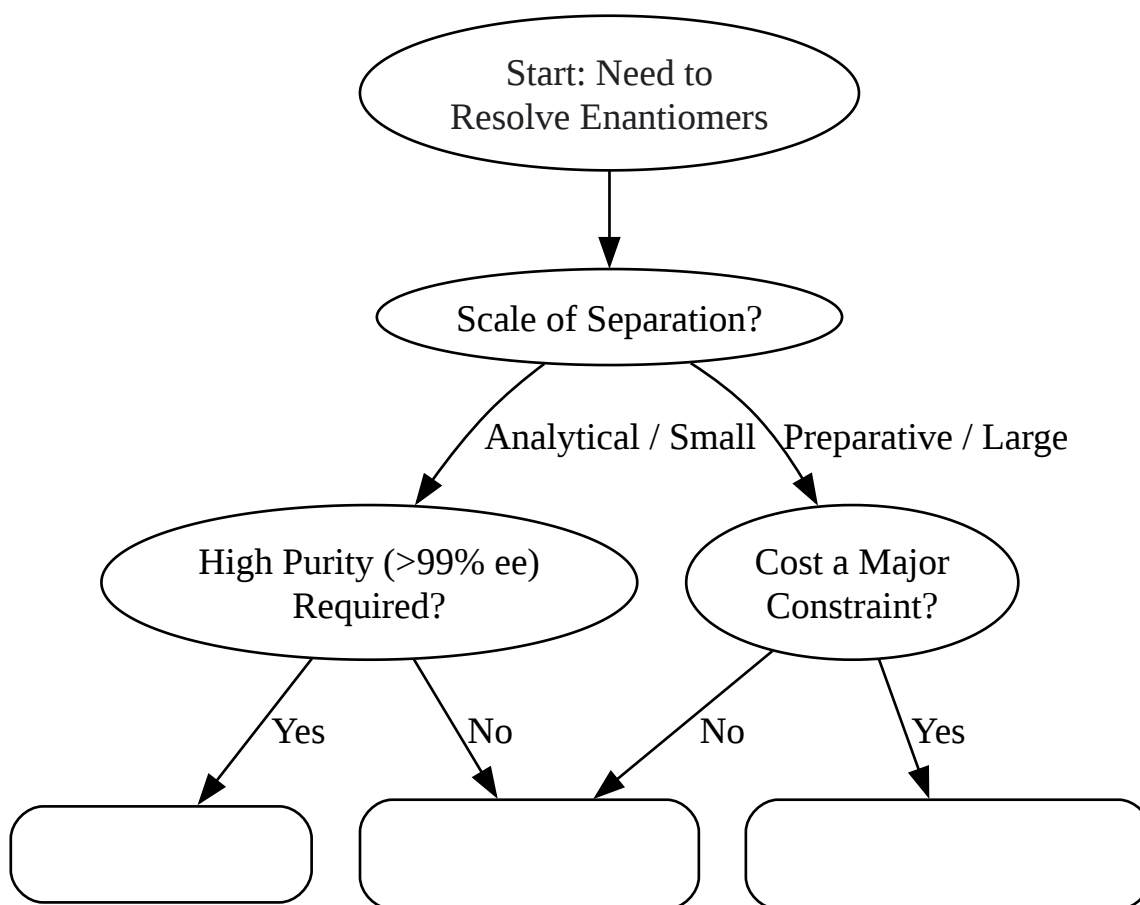 Start: Need to
Resolve Enantiomers
Scale of Separation?
Analytical / Small
Preparative / Large
High Purity (>99% ee)
Required?
Cost a Major
Constraint?
Yes
No
No
Yes